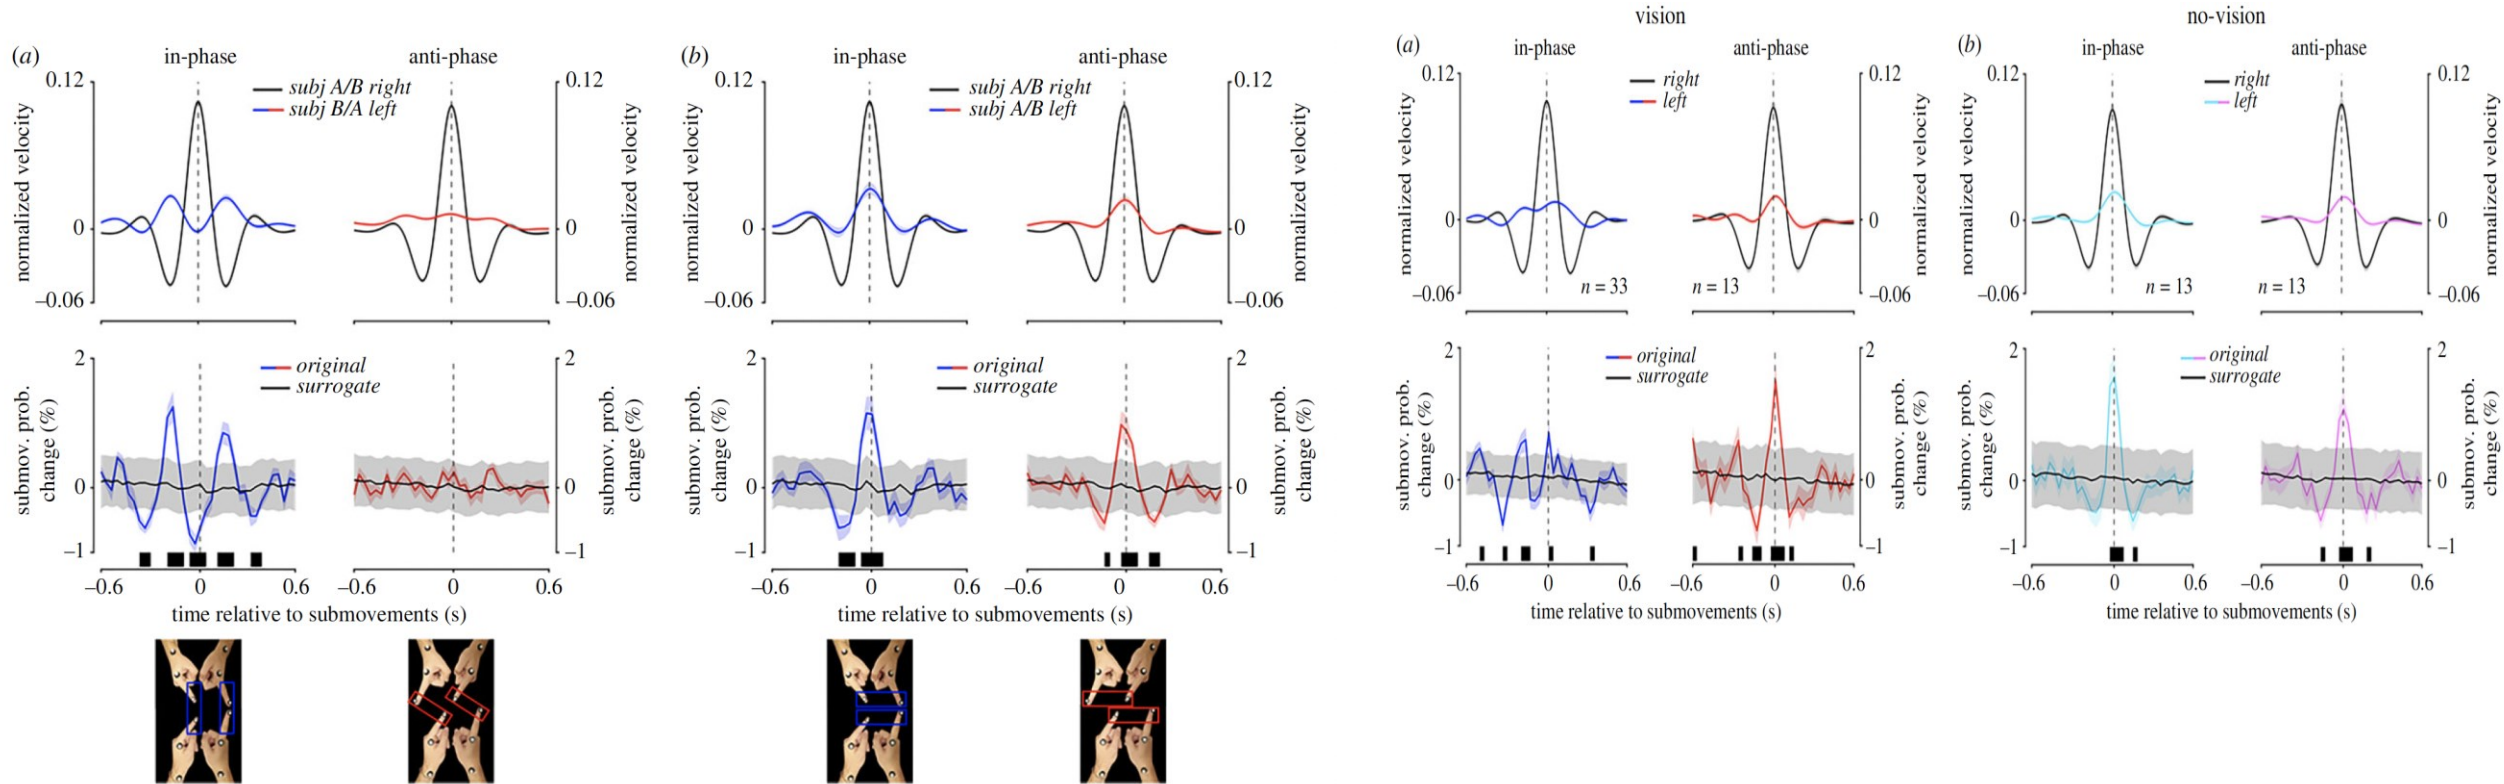 (a)
in-phase
anti-phase
0.12
0
–0.06
normalized velocity
subj A/B right
subj B/A left
0.12
0
–0.06
normalized velocity
2
0
–1
submov. prob.
change (%)
original
surrogate
2
0
–1
submov. prob.
change (%)
–0.6
0
0.6
–0.6
0
0.6
time relative to submovements (s)
(b)
in-phase
anti-phase
0.12
0
–0.06
normalized velocity
subj A/B right
subj A/B left
0.12
0
–0.06
normalized velocity
2
0
–1
submov. prob.
change (%)
original
surrogate
2
0
–1
submov. prob.
change (%)
–0.6
0
0.6
–0.6
0
0.6
time relative to submovements (s)
vision
(a)
in-phase
anti-phase
0.12
0
–0.06
normalized velocity
right
left
n = 33
n = 13
0.12
0
–0.06
normalized velocity
2
0
–1
submov. prob.
change (%)
original
surrogate
2
0
–1
submov. prob.
change (%)
–0.6
0
0.6
–0.6
0
0.6
time relative to submovements (s)
no-vision
(b)
in-phase
anti-phase
0.12
0
–0.06
normalized velocity
right
left
n = 13
n = 13
0.12
0
–0.06
normalized velocity
2
0
–1
submov. prob.
change (%)
original
surrogate
2
0
–1
submov. prob.
change (%)
–0.6
0
0.6
–0.6
0
0.6
time relative to submovements (s)